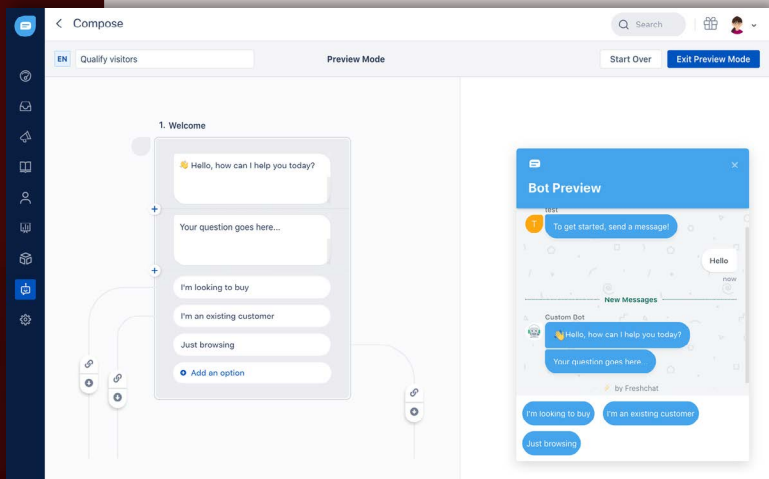 Compose
Search
EN
Qualify visitors
Preview Mode
Start Over
Exit Preview Mode
1. Welcome
👋 Hello, how can I help you today?
Your question goes here...
I'm looking to buy
I'm an existing customer
Just browsing
Add an option
Bot Preview
test
T
To get started, send a message!
Hello
now
New Messages
Custom Bot
👋Hello, how can I help you today?
Your question goes here...
⚡ by Freshchat
I'm looking to buy
I'm an existing customer
Just browsing